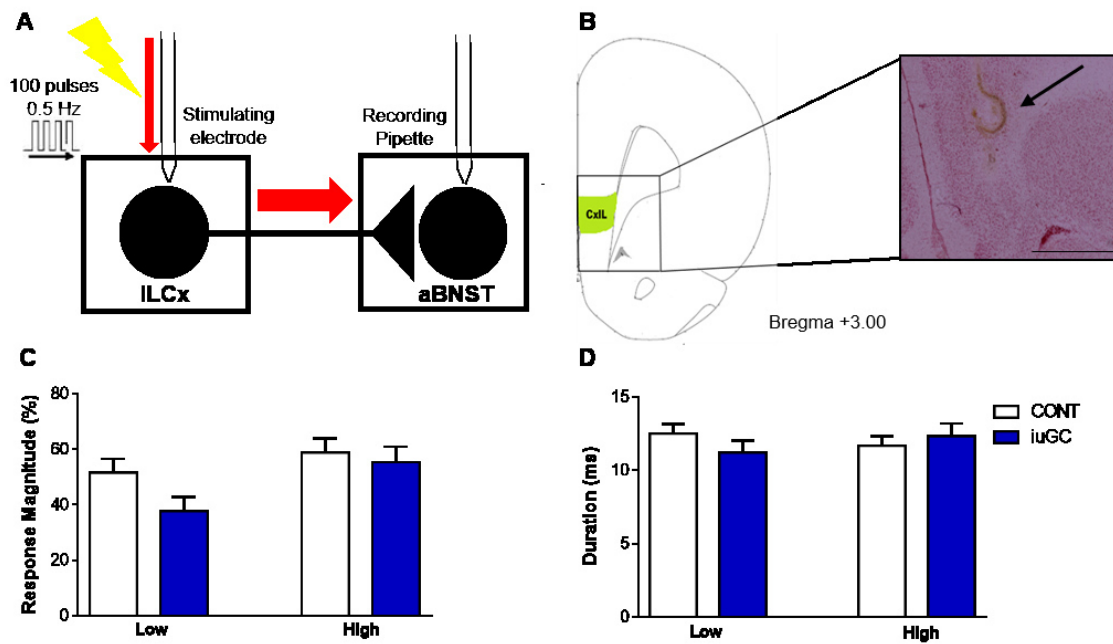 A
100 pulses
0.5 Hz
Stimulating
electrode
Recording
Pipette
ILCx
aBNST
B
CxIL
Bregma +3.00
C
Response Magnitude (%)
80
60
40
20
0
Low
High
D
Duration (ms)
15
10
5
0
Low
High
CONT
iuGC